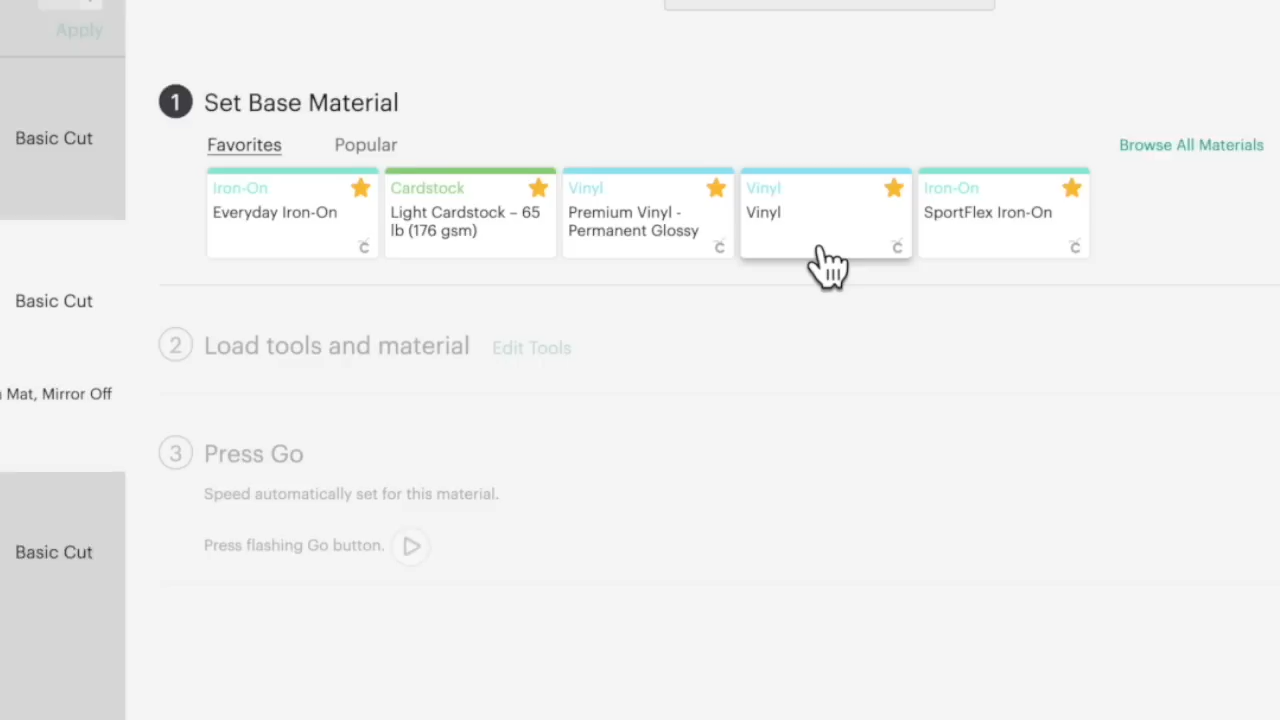 Apply
Basic Cut
1 Set Base Material
Favorites Popular Browse All Materials
Iron-On
Everyday Iron-On
Cardstock
Light Cardstock – 65
lb (176 gsm)
Vinyl
Premium Vinyl -
Permanent Glossy
Vinyl
Vinyl
Iron-On
SportFlex Iron-On
Basic Cut
2 Load tools and material Edit Tools
Mat, Mirror Off
3 Press Go
Speed automatically set for this material.
Press flashing Go button.
Basic Cut